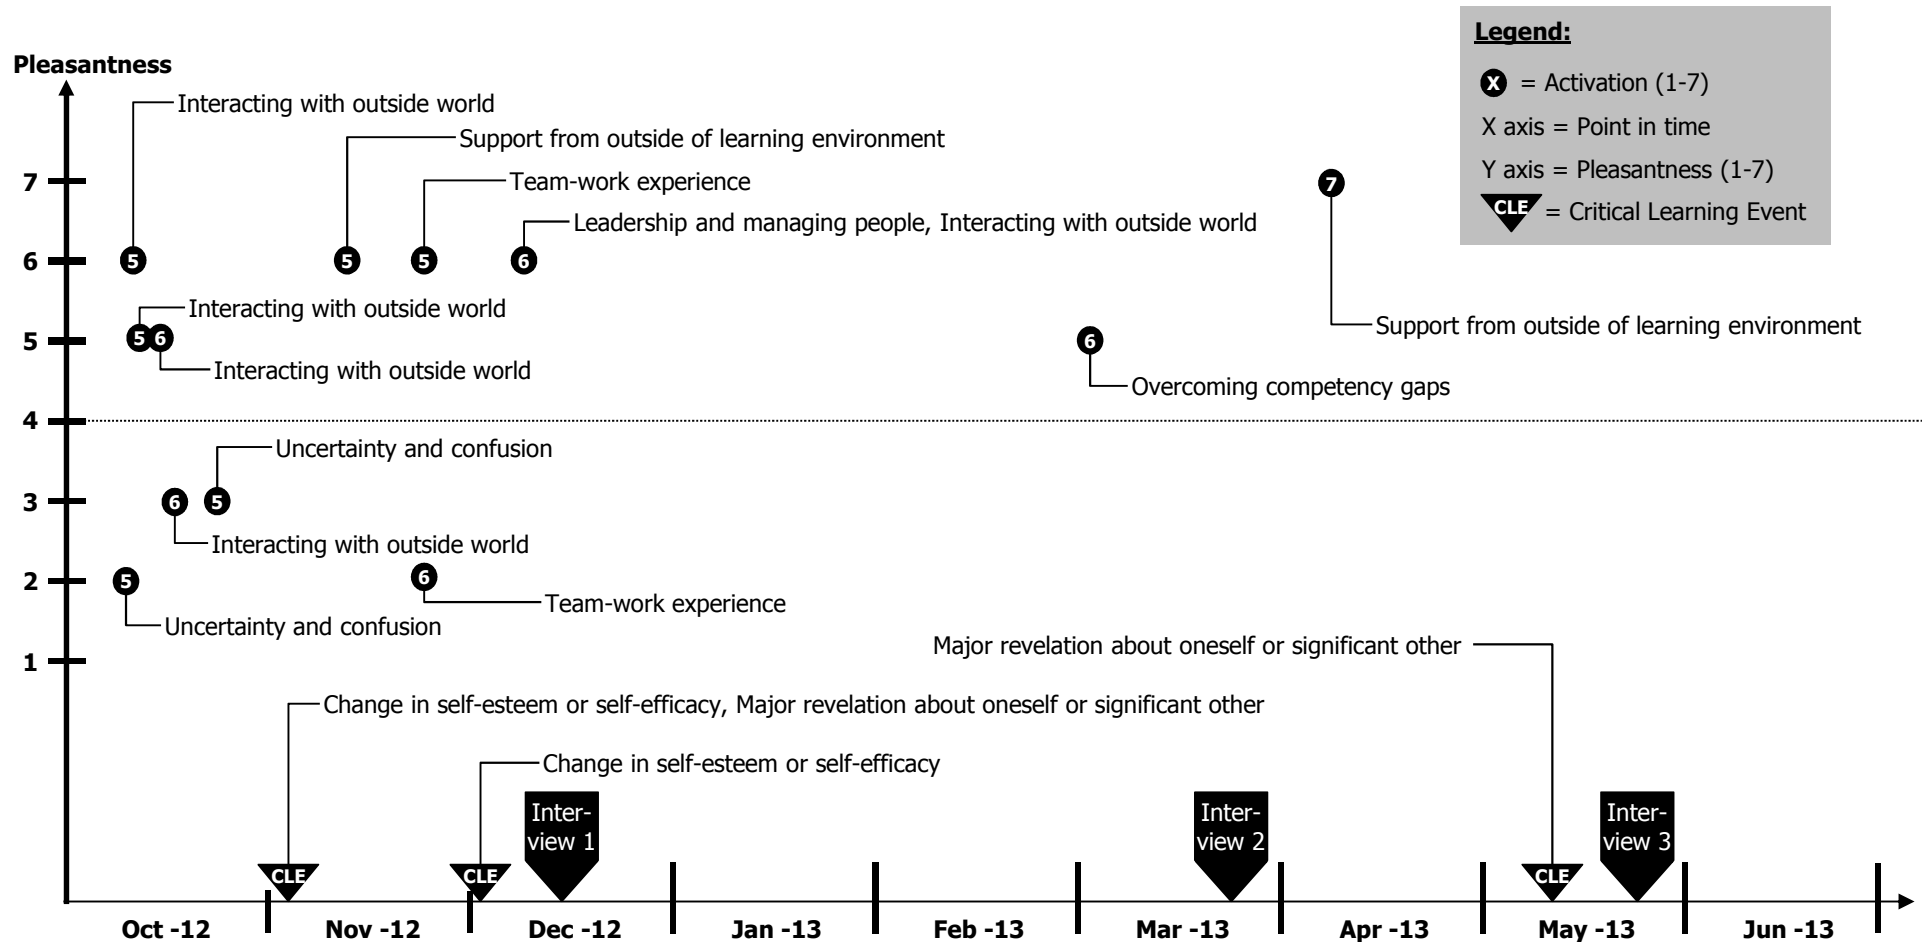 Legend:
X = Activation (1-7)
X axis = Point in time
Y axis = Pleasantness (1-7)
CLE = Critical Learning Event
Pleasantness
Interacting with outside world
Support from outside of learning environment
7
Team-work experience
7
Leadership and managing people, Interacting with outside world
6
5
5
5
6
Interacting with outside world
Support from outside of learning environment
5
5
6
6
Interacting with outside world
Overcoming competency gaps
4
Uncertainty and confusion
3
6
5
Interacting with outside world
2
5
6
Team-work experience
Uncertainty and confusion
Major revelation about oneself or significant other
1
Change in self-esteem or self-efficacy, Major revelation about oneself or significant other
Change in self-esteem or self-efficacy
Inter-
view 1
Inter-
view 2
Inter-
view 3
CLE
CLE
CLE
Oct -12
Nov -12
Dec -12
Jan -13
Feb -13
Mar -13
Apr -13
May -13
Jun -13